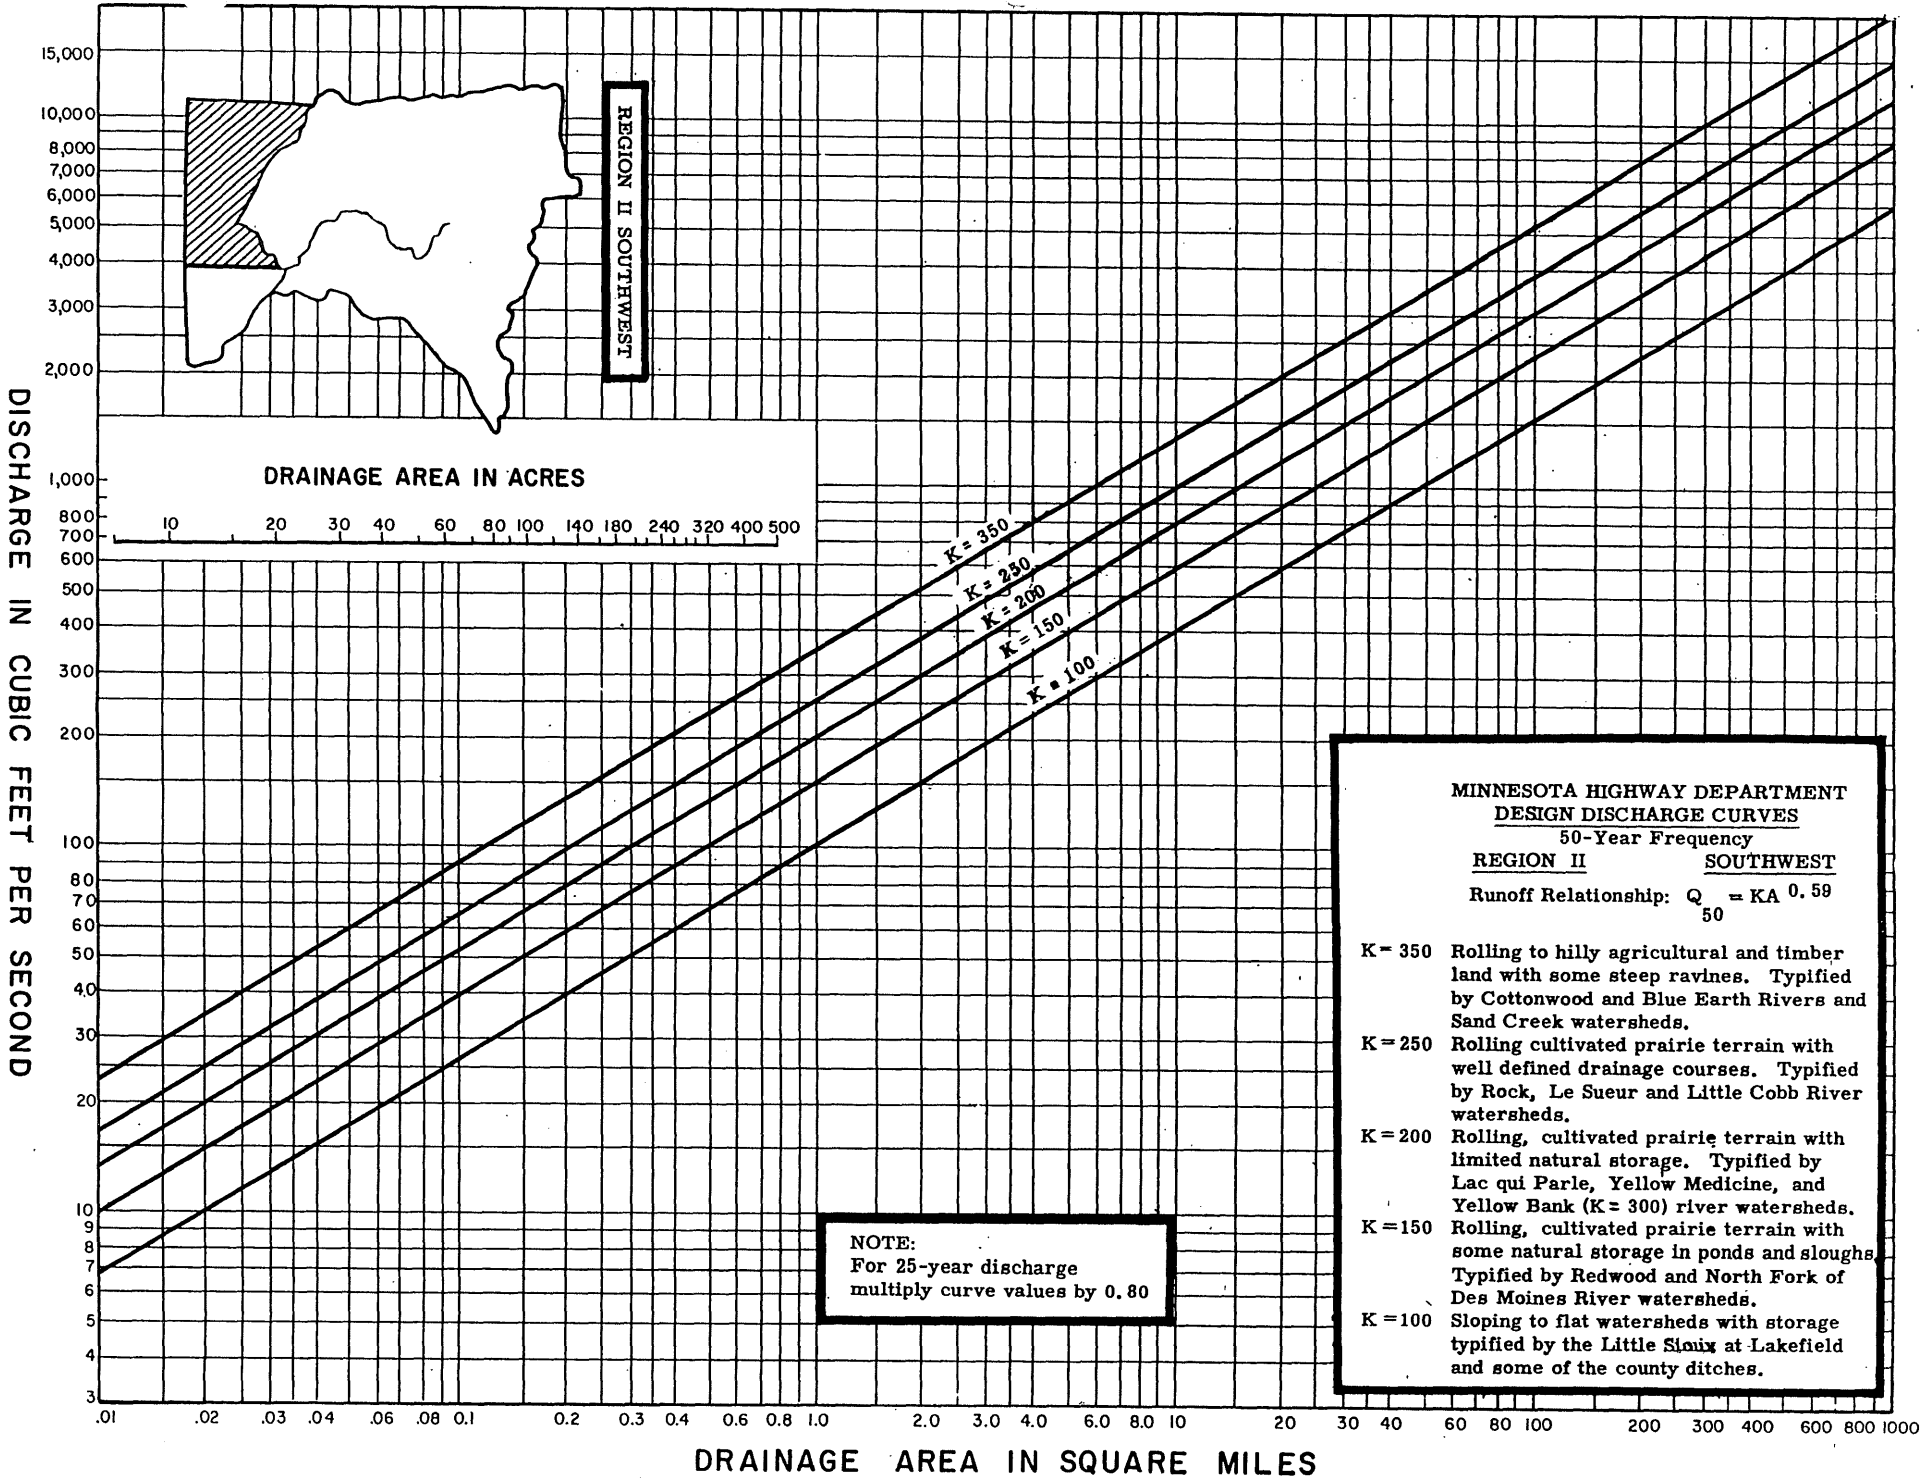 15,000
10,000
8,000
7,000
6,000
5,000
4,000
3,000
2,000
1,000
800
700
600
500
400
300
200
100
80
70
60
50
40
30
20
10
9
8
7
6
5
4
3
DISCHARGE IN CUBIC FEET PER SECOND
REGION II SOUTHWEST
DRAINAGE AREA IN ACRES
10 20 30 40 60 80 100 140 180 240 320 400 500
K = 350
K = 250
K = 200
K = 150
K = 100
NOTE:
For 25-year discharge
multiply curve values by 0.80
MINNESOTA HIGHWAY DEPARTMENT
DESIGN DISCHARGE CURVES
50-Year Frequency
REGION II SOUTHWEST
Runoff Relationship: Q50 = KA 0.59
K = 350 Rolling to hilly agricultural and timber
land with some steep ravines. Typified
by Cottonwood and Blue Earth Rivers and
Sand Creek watersheds.
K = 250 Rolling cultivated prairie terrain with
well defined drainage courses. Typified
by Rock, Le Sueur and Little Cobb River
watersheds.
K = 200 Rolling, cultivated prairie terrain with
limited natural storage. Typified by
Lac qui Parle, Yellow Medicine, and
Yellow Bank (K = 300) river watersheds.
K = 150 Rolling, cultivated prairie terrain with
some natural storage in ponds and sloughs
Typified by Redwood and North Fork of
Des Moines River watersheds.
K = 100 Sloping to flat watersheds with storage
typified by the Little Sioux at Lakefield
and some of the county ditches.
.01 .02 .03 .04 .06 .08 0.1 0.2 0.3 0.4 0.6 0.8 1.0 2.0 3.0 4.0 6.0 8.0 10 20 30 40 60 80 100 200 300 400 600 800 1000
DRAINAGE AREA IN SQUARE MILES